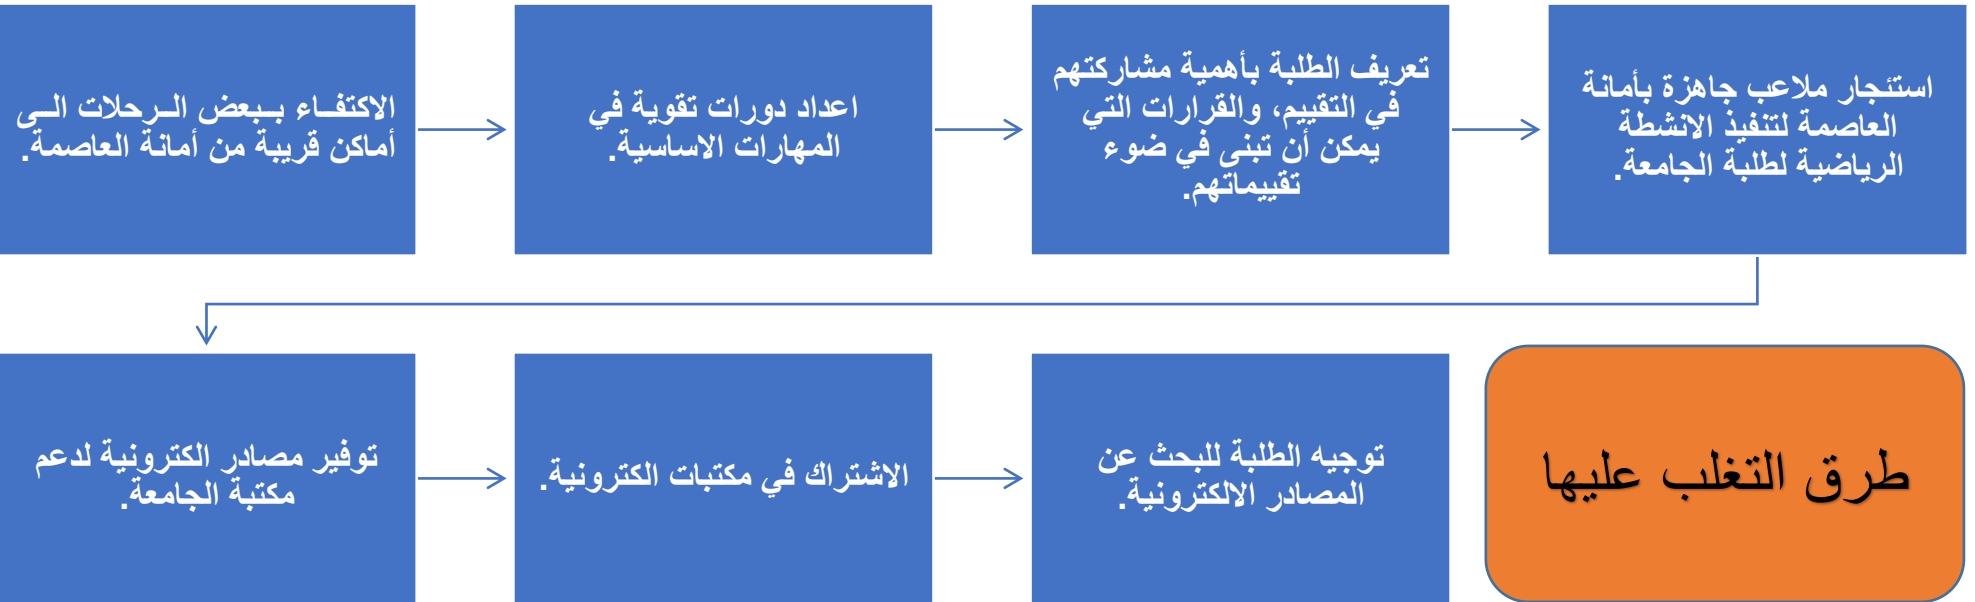 الاكتفاء ببعض الرحلات الى
أماكن قريبة من أمانة العاصمة.
اعداد دورات تقوية في
المهارات الاساسية.
تعريف الطلبة بأهمية مشاركتهم
في التقييم، والقرارات التي
يمكن أن تبنى في ضوء
تقييماتهم.
استئجار ملاعب جاهزة بأمانة
العاصمة لتنفيذ الانشطة
الرياضية لطلبة الجامعة.
توفير مصادر الكترونية لدعم
مكتبة الجامعة.
الاشتراك في مكتبات الكترونية.
توجيه الطلبة للبحث عن
المصادر الالكترونية.
طرق التغلب عليها